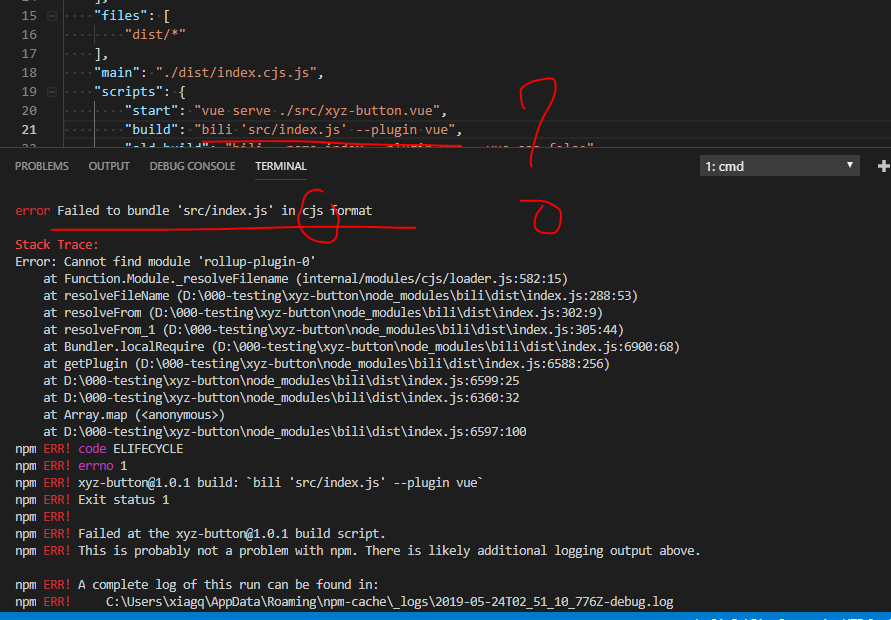 15 "files": [
16 "dist/*"
17 ],
18 "main": "./dist/index.cjs.js",
19 "scripts": {
20 "start": "vue serve ./src/xyz-button.vue",
21 "build": "bili 'src/index.js' --plugin vue",
PROBLEMS OUTPUT DEBUG CONSOLE TERMINAL 1: cmd
error Failed to bundle 'src/index.js' in cjs format
Stack Trace:
Error: Cannot find module 'rollup-plugin-0'
at Function.Module._resolveFilename (internal/modules/cjs/loader.js:582:15)
at resolveFileName (D:\000-testing\xyz-button\node_modules\bili\dist\index.js:288:53)
at resolveFrom (D:\000-testing\xyz-button\node_modules\bili\dist\index.js:302:9)
at resolveFrom_1 (D:\000-testing\xyz-button\node_modules\bili\dist\index.js:305:44)
at Bundler.localRequire (D:\000-testing\xyz-button\node_modules\bili\dist\index.js:6900:68)
at getPlugin (D:\000-testing\xyz-button\node_modules\bili\dist\index.js:6588:256)
at D:\000-testing\xyz-button\node_modules\bili\dist\index.js:6599:25
at D:\000-testing\xyz-button\node_modules\bili\dist\index.js:6360:32
at Array.map (<anonymous>)
at D:\000-testing\xyz-button\node_modules\bili\dist\index.js:6597:100
npm ERR! code ELIFECYCLE
npm ERR! errno 1
npm ERR! xyz-button@1.0.1 build: `bili 'src/index.js' --plugin vue`
npm ERR! Exit status 1
npm ERR!
npm ERR! Failed at the xyz-button@1.0.1 build script.
npm ERR! This is probably not a problem with npm. There is likely additional logging output above.
npm ERR! A complete log of this run can be found in:
npm ERR! C:\Users\xiagq\AppData\Roaming\npm-cache\_logs\2019-05-24T02_51_10_776Z-debug.log